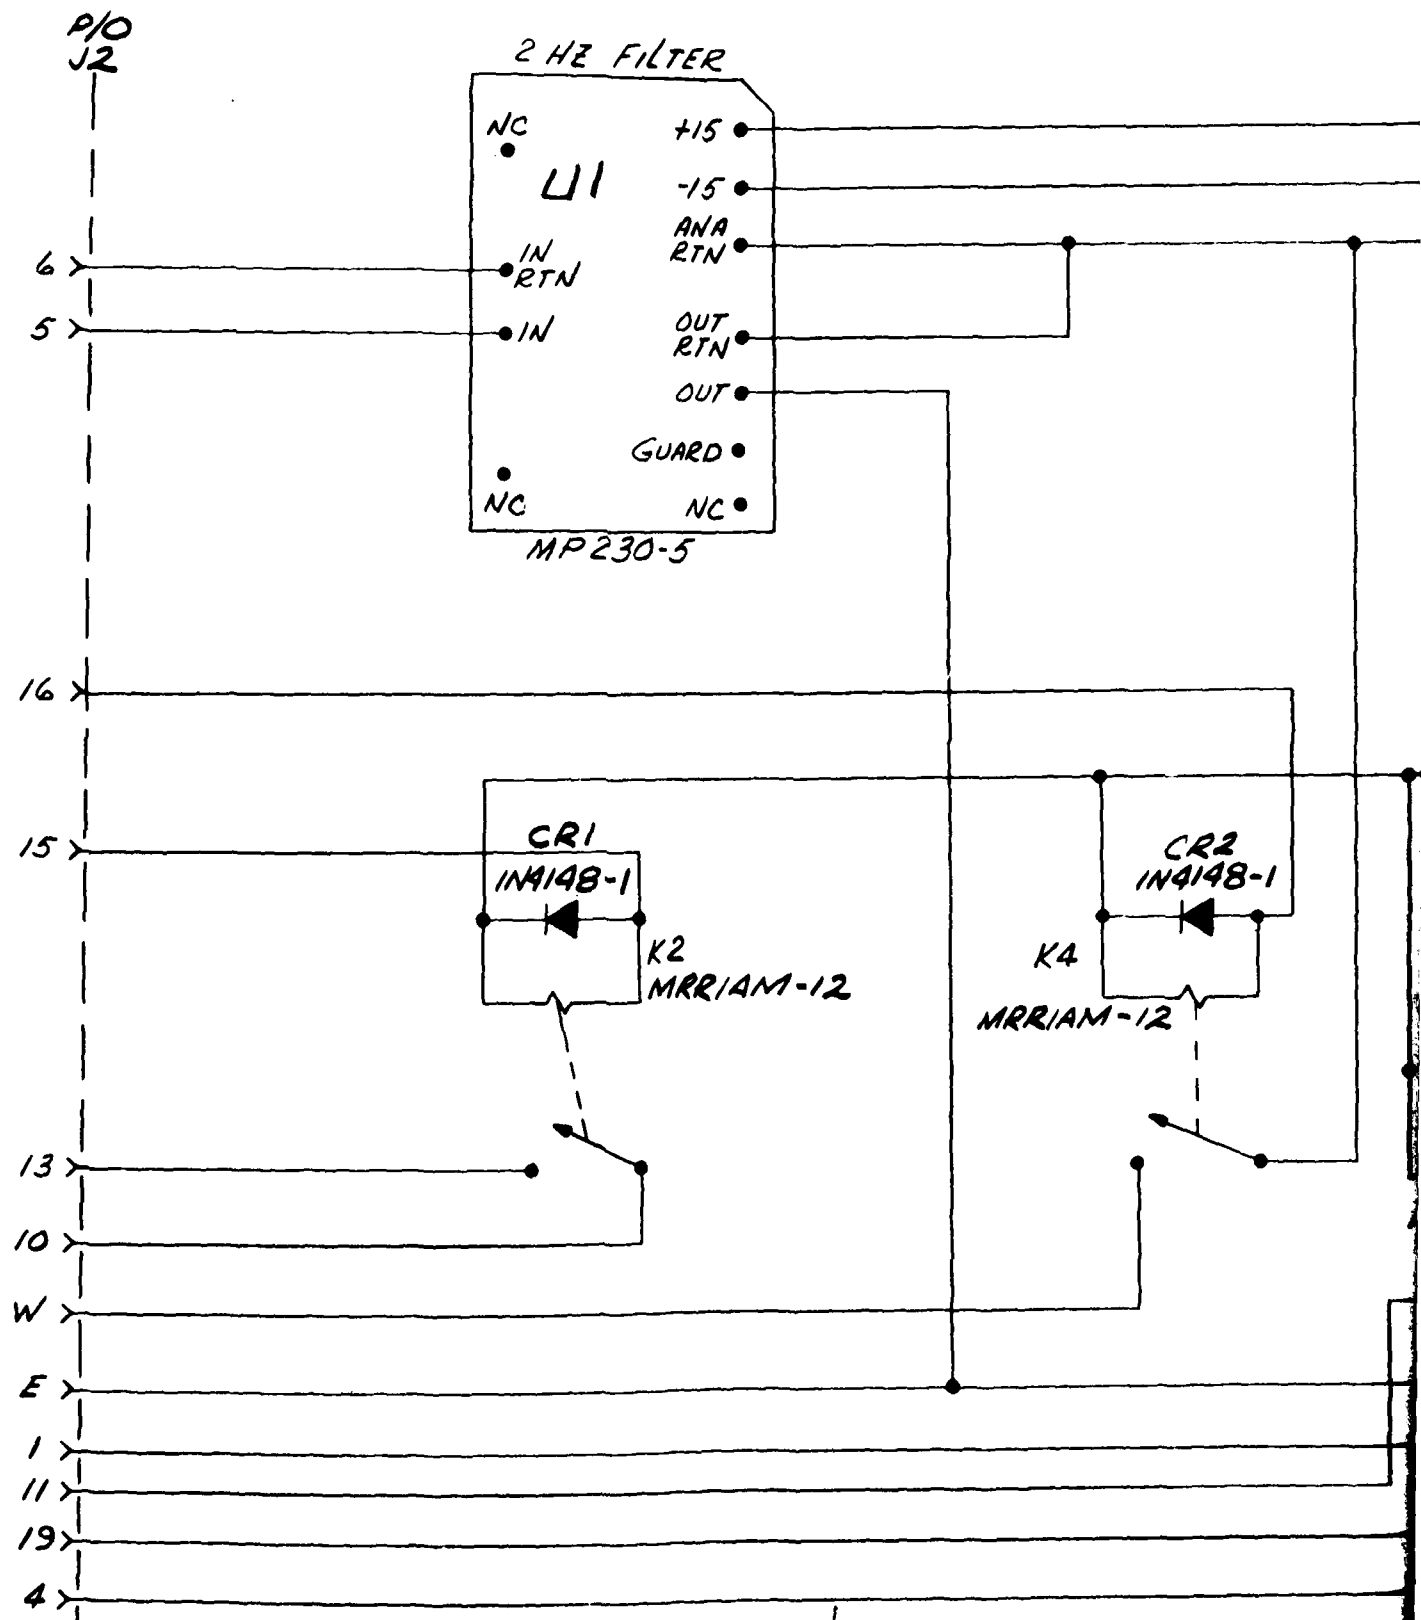 P/O
J2
2 HZ FILTER
NC
+15
U1
-15
ANA
RTN
6
IN
RTN
5
IN
OUT
RTN
OUT
GUARD
NC
NC
MP230-5
16
15
CR1
1N4148-1
CR2
1N4148-1
K2
MRR1AM-12
K4
MRR1AM-12
13
10
W
E
1
11
19
4